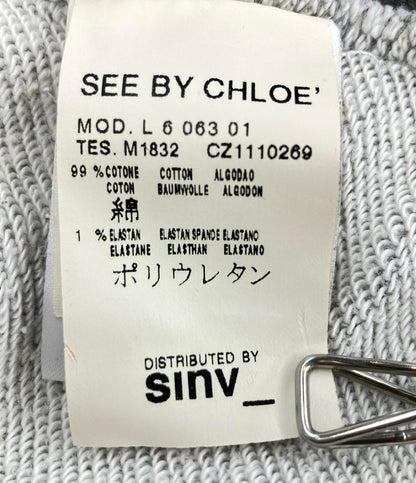 SEE BY CHLOE'
MOD. L 6 063 01
TES. M1832 CZ1110269
99 % COTONE COTTON ALGODAO
COTON BAUMWOLLE ALGODON
綿
1 % ELASTAN ELASTAN SPANDE ELASTANO
ELASTANE ELASTHAN ELASTANO
ポリウレタン
DISTRIBUTED BY
sinv_